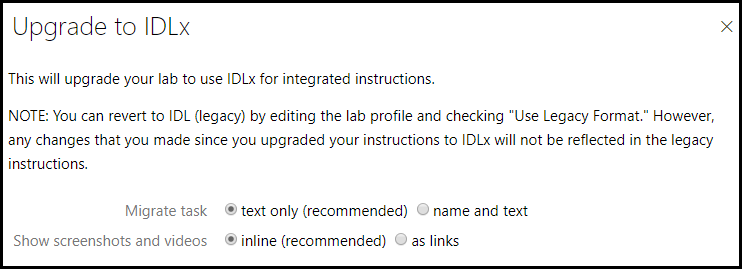 Upgrade to IDLx
This will upgrade your lab to use IDLx for integrated instructions.
NOTE: You can revert to IDL (legacy) by editing the lab profile and checking "Use Legacy Format." However,
any changes that you made since you upgraded your instructions to IDLx will not be reflected in the legacy
instructions.
Migrate task text only (recommended) name and text
Show screenshots and videos inline (recommended) as links